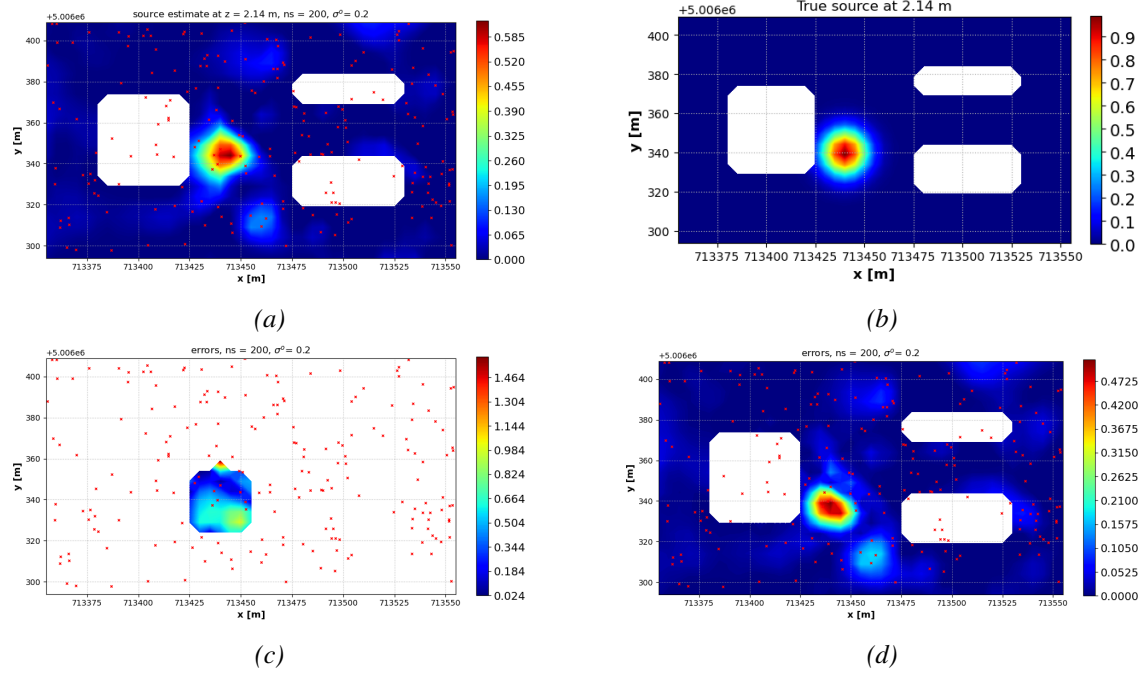 source estimate at z = 2.14 m, ns = 200, σ⁰= 0.2
+5.006e6
400
380
360
340
320
300
y [m]
713375 713400 713425 713450 713475 713500 713525 713550
x [m]
0.585
0.520
0.455
0.390
0.325
0.260
0.195
0.130
0.065
0.000
(a)
True source at 2.14 m
+5.006e6
400
380
360
340
320
300
y [m]
713375 713400 713425 713450 713475 713500 713525 713550
x [m]
0.9
0.8
0.7
0.6
0.5
0.4
0.3
0.2
0.1
0.0
(b)
errors, ns = 200, σ⁰= 0.2
+5.006e6
400
380
360
340
320
300
y [m]
713375 713400 713425 713450 713475 713500 713525 713550
x [m]
1.464
1.304
1.144
0.984
0.824
0.664
0.504
0.344
0.184
0.024
(c)
errors, ns = 200, σ⁰= 0.2
+5.006e6
400
380
360
340
320
300
y [m]
713375 713400 713425 713450 713475 713500 713525 713550
x [m]
0.4725
0.4200
0.3675
0.3150
0.2625
0.2100
0.1575
0.1050
0.0525
0.0000
(d)